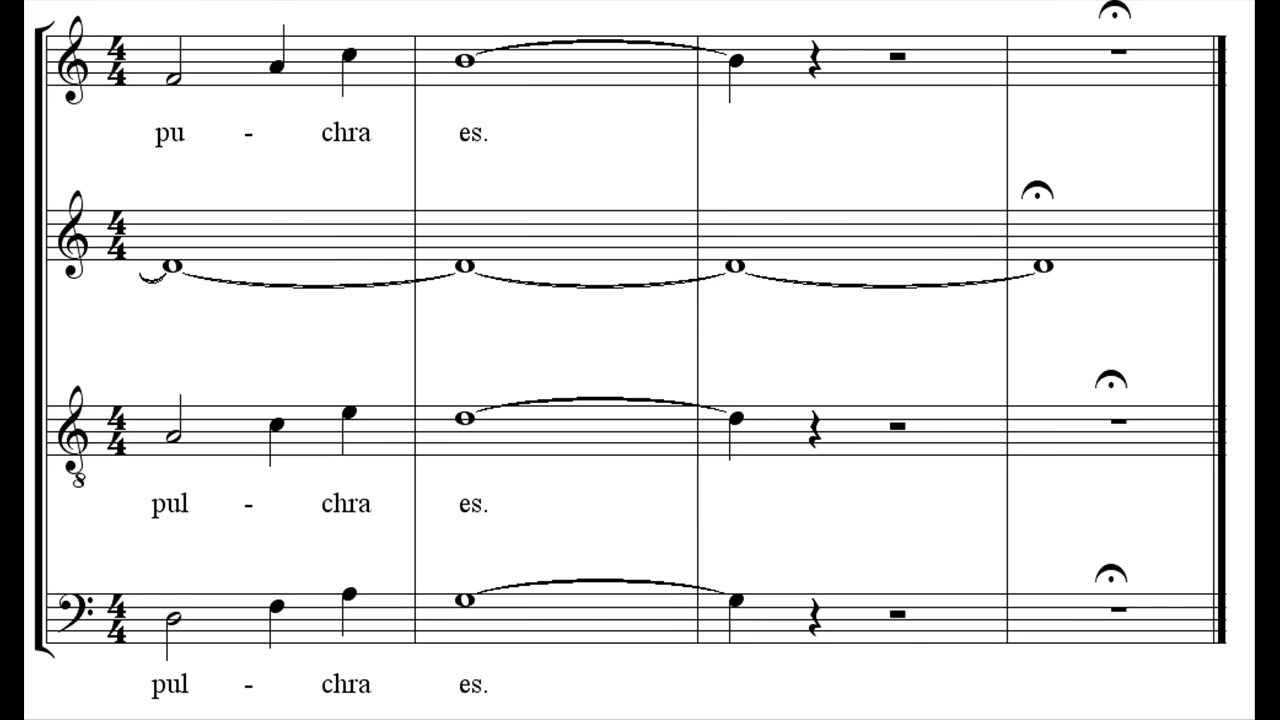 pu - chra es.
pul - chra es.
pul - chra es.